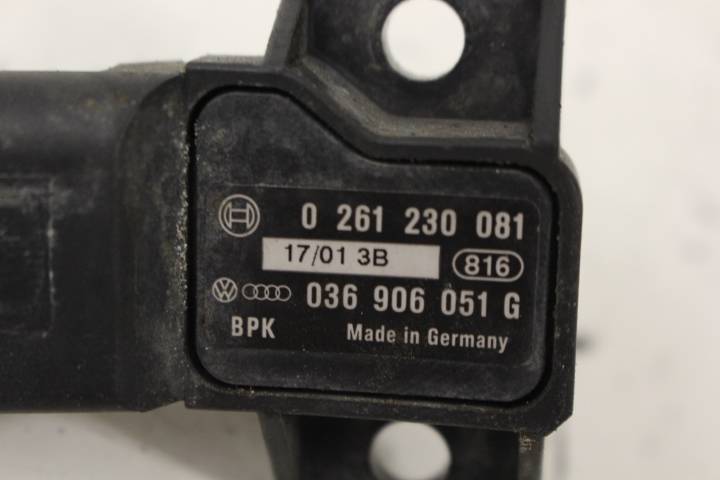 0 261 230 081
17/01 3B 816
036 906 051 G
BPK Made in Germany